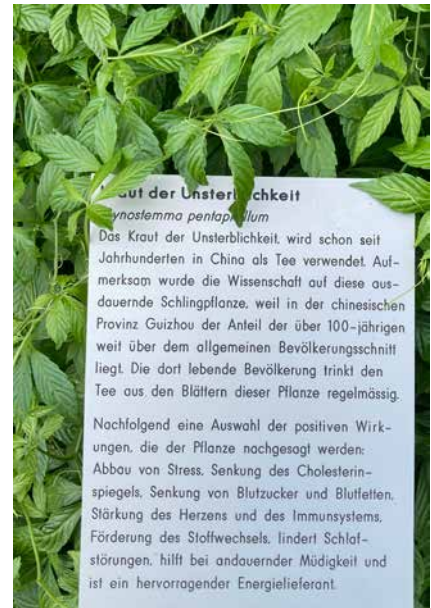 Kraut der Unsterblichkeit
Gynostemma pentaphyllum
Das Kraut der Unsterblichkeit, wird schon seit
Jahrhunderten in China als Tee verwendet. Auf-
merksam wurde die Wissenschaft auf diese aus-
dauernde Schlingpflanze, weil in der chinesischen
Provinz Guizhou der Anteil der über 100-jährigen
weit über dem allgemeinen Bevölkerungsschnitt
liegt. Die dort lebende Bevölkerung trinkt den
Tee aus den Blättern dieser Pflanze regelmässig.
Nachfolgend eine Auswahl der positiven Wirk-
ungen, die der Pflanze nachgesagt werden:
Abbau von Stress, Senkung des Cholesterin-
spiegels, Senkung von Blutzucker und Blutfetten,
Stärkung des Herzens und des Immunsystems,
Förderung des Stoffwechsels, lindert Schlaf-
störungen, hilft bei andauernder Müdigkeit und
ist ein hervorragender Energielieferant.